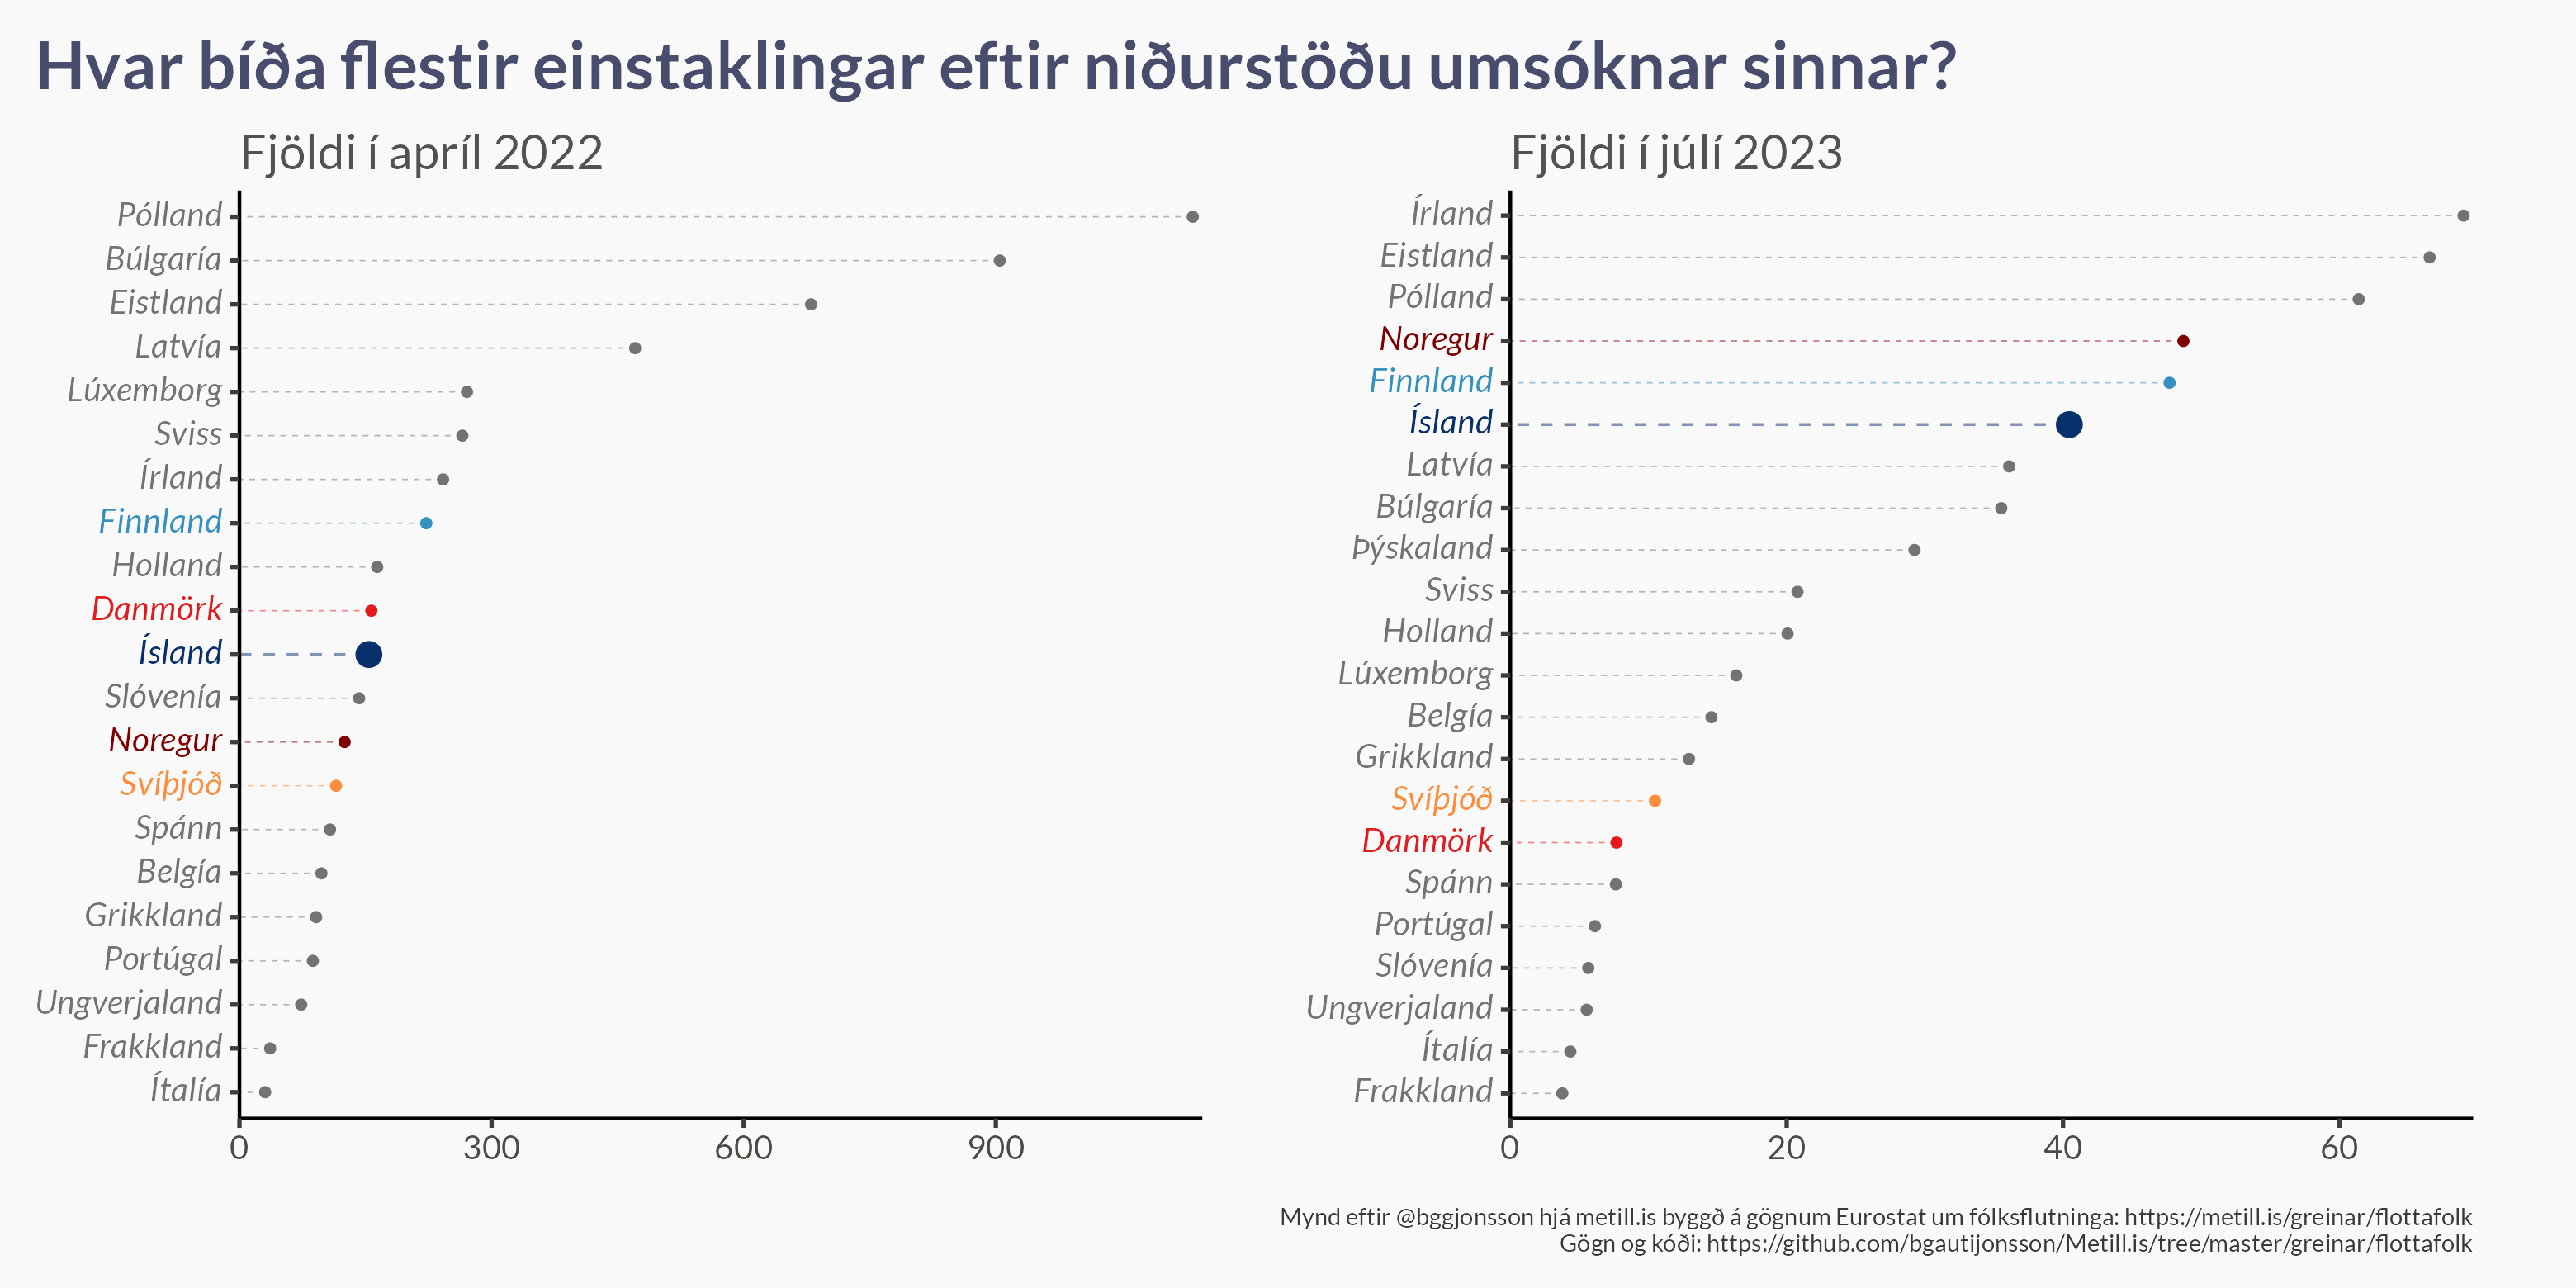 Hvar bíða flestir einstaklingar eftir niðurstöðu umsóknar sinnar?
Fjöldi í apríl 2022
Pólland
Búlgaría
Eistland
Latvía
Lúxemborg
Sviss
Írland
Finnland
Holland
Danmörk
Ísland
Slóvenía
Noregur
Svíþjóð
Spánn
Belgía
Grikkland
Portúgal
Ungverjaland
Frakkland
Ítalía
0 300 600 900
Fjöldi í júlí 2023
Írland
Eistland
Pólland
Noregur
Finnland
Ísland
Latvía
Búlgaría
Þýskaland
Sviss
Holland
Lúxemborg
Belgía
Grikkland
Svíþjóð
Danmörk
Spánn
Portúgal
Slóvenía
Ungverjaland
Ítalía
Frakkland
0 20 40 60
Mynd eftir @bggjonsson hjá metill.is byggð á gögnum Eurostat um fólksflutninga: https://metill.is/greinar/flottafolk
Gögn og kóði: https://github.com/bgautijonsson/Metill.is/tree/master/greinar/flottafolk